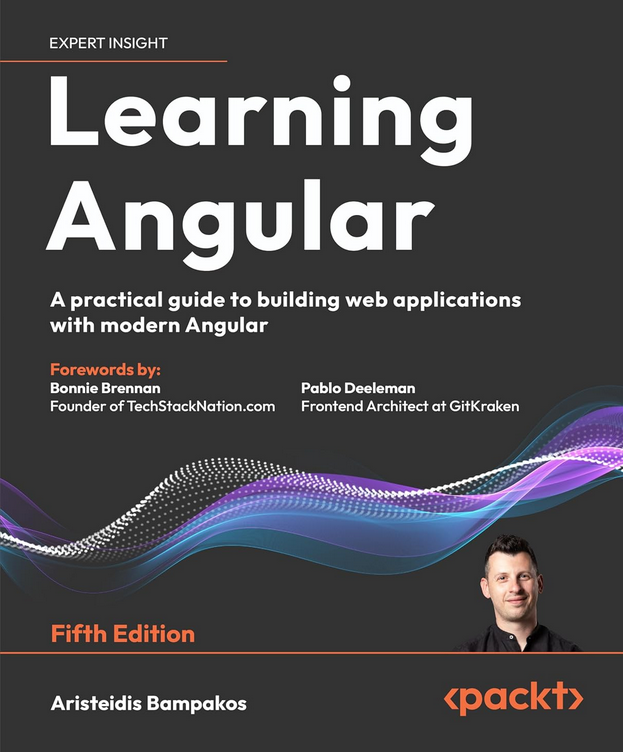 EXPERT INSIGHT
Learning
Angular
A practical guide to building web applications
with modern Angular
Forewords by:
Bonnie Brennan
Founder of TechStackNation.com
Pablo Deeleman
Frontend Architect at GitKraken
Fifth Edition
Aristeidis Bampakos
<packt>